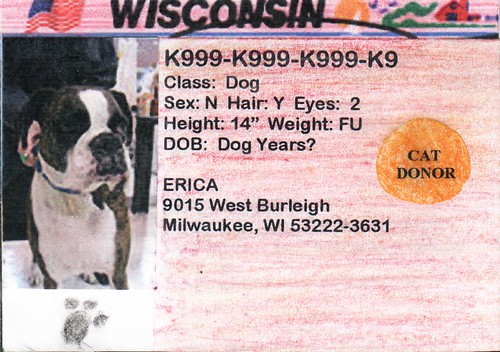 WISCONSIN
K999-K999-K999-K9
Class: Dog
Sex: N Hair: Y Eyes: 2
Height: 14" Weight: FU
DOB: Dog Years?
CAT
DONOR
ERICA
9015 West Burleigh
Milwaukee, WI 53222-3631